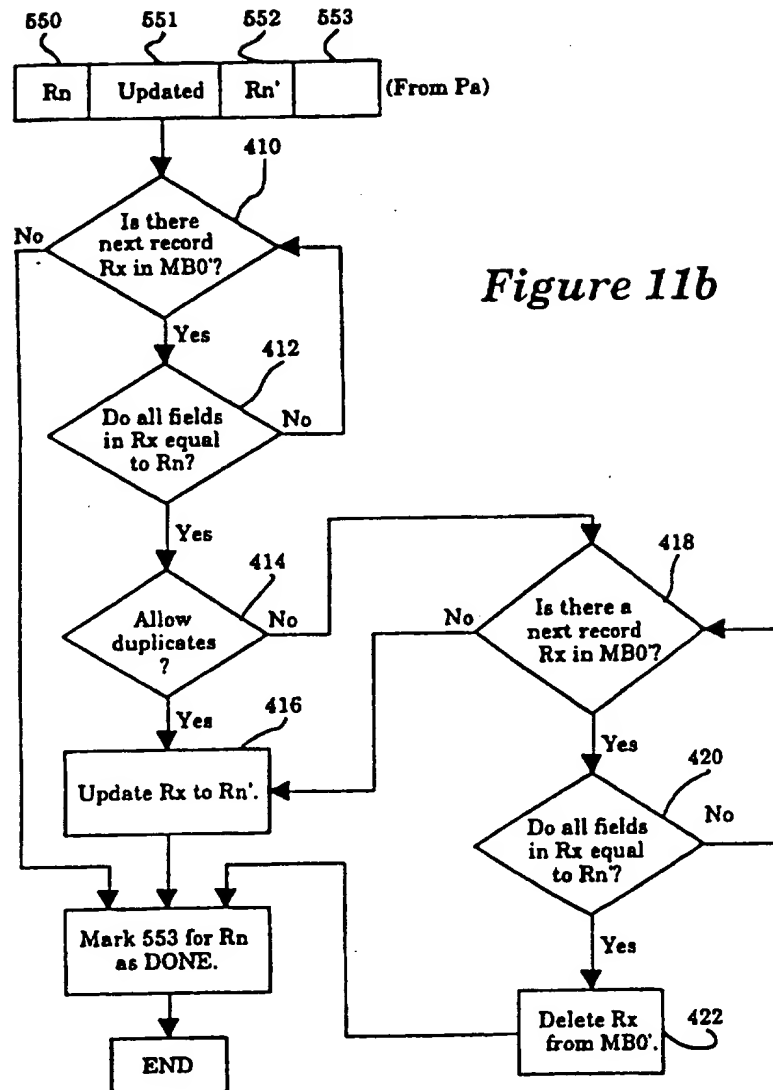 550
551
552
553
Rn
Updated
Rn'
(From Pa)
410
Is there
next record
Rx in MB0'?
No
Yes
Figure 11b
412
Do all fields
in Rx equal
to Rn?
No
Yes
414
Allow
duplicates
?
No
Yes
416
Update Rx to Rn'.
418
Is there a
next record
Rx in MB0'?
No
Yes
420
Do all fields
in Rx equal
to Rn'?
No
Yes
Mark 553 for Rn
as DONE.
Delete Rx
from MB0'.
422
END